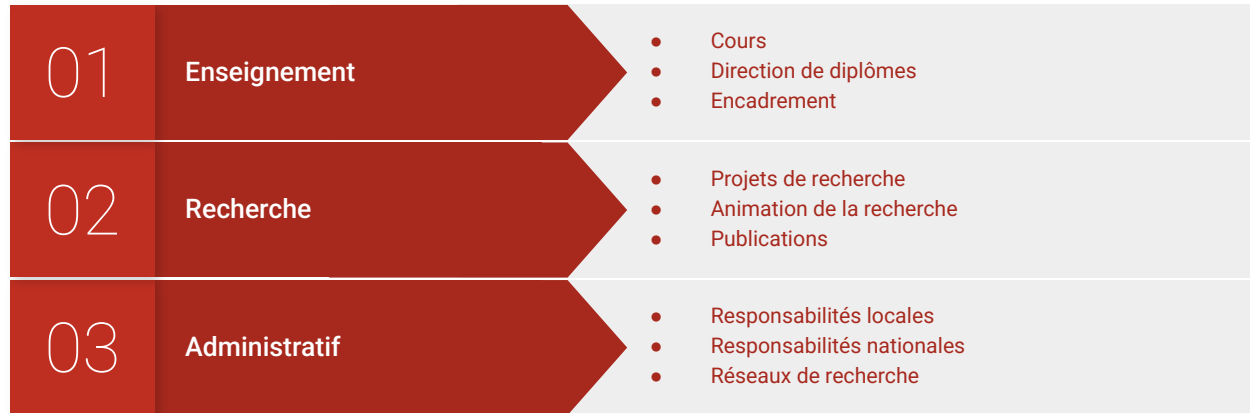 01
Enseignement
● Cours
● Direction de diplômes
● Encadrement
02
Recherche
● Projets de recherche
● Animation de la recherche
● Publications
03
Administratif
● Responsabilités locales
● Responsabilités nationales
● Réseaux de recherche